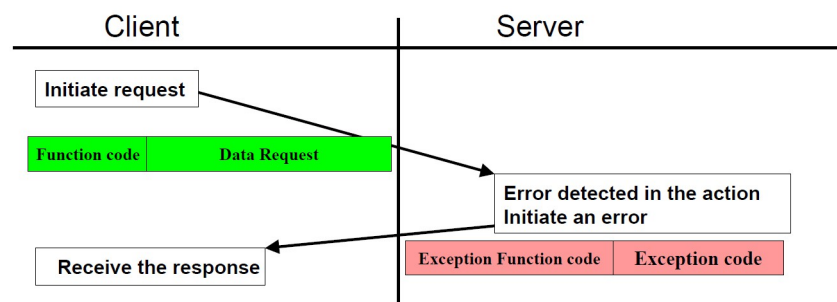 Client
Server
Initiate request
Function code
Data Request
Error detected in the action
Initiate an error
Receive the response
Exception Function code
Exception code